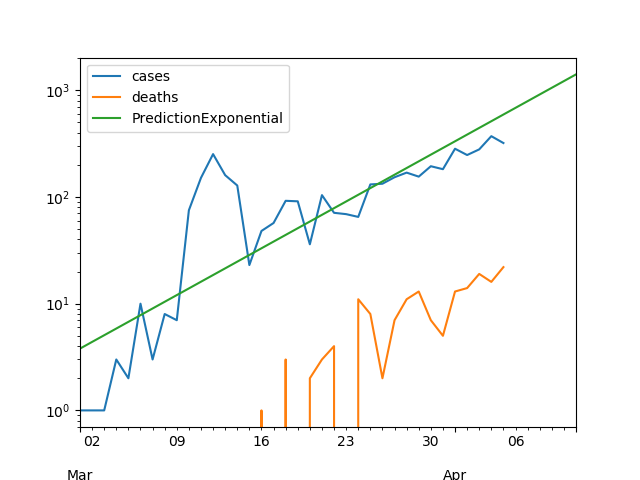 cases
deaths
PredictionExponential
10³
10²
10¹
10⁰
02 09 16 23 30 06
Mar Apr